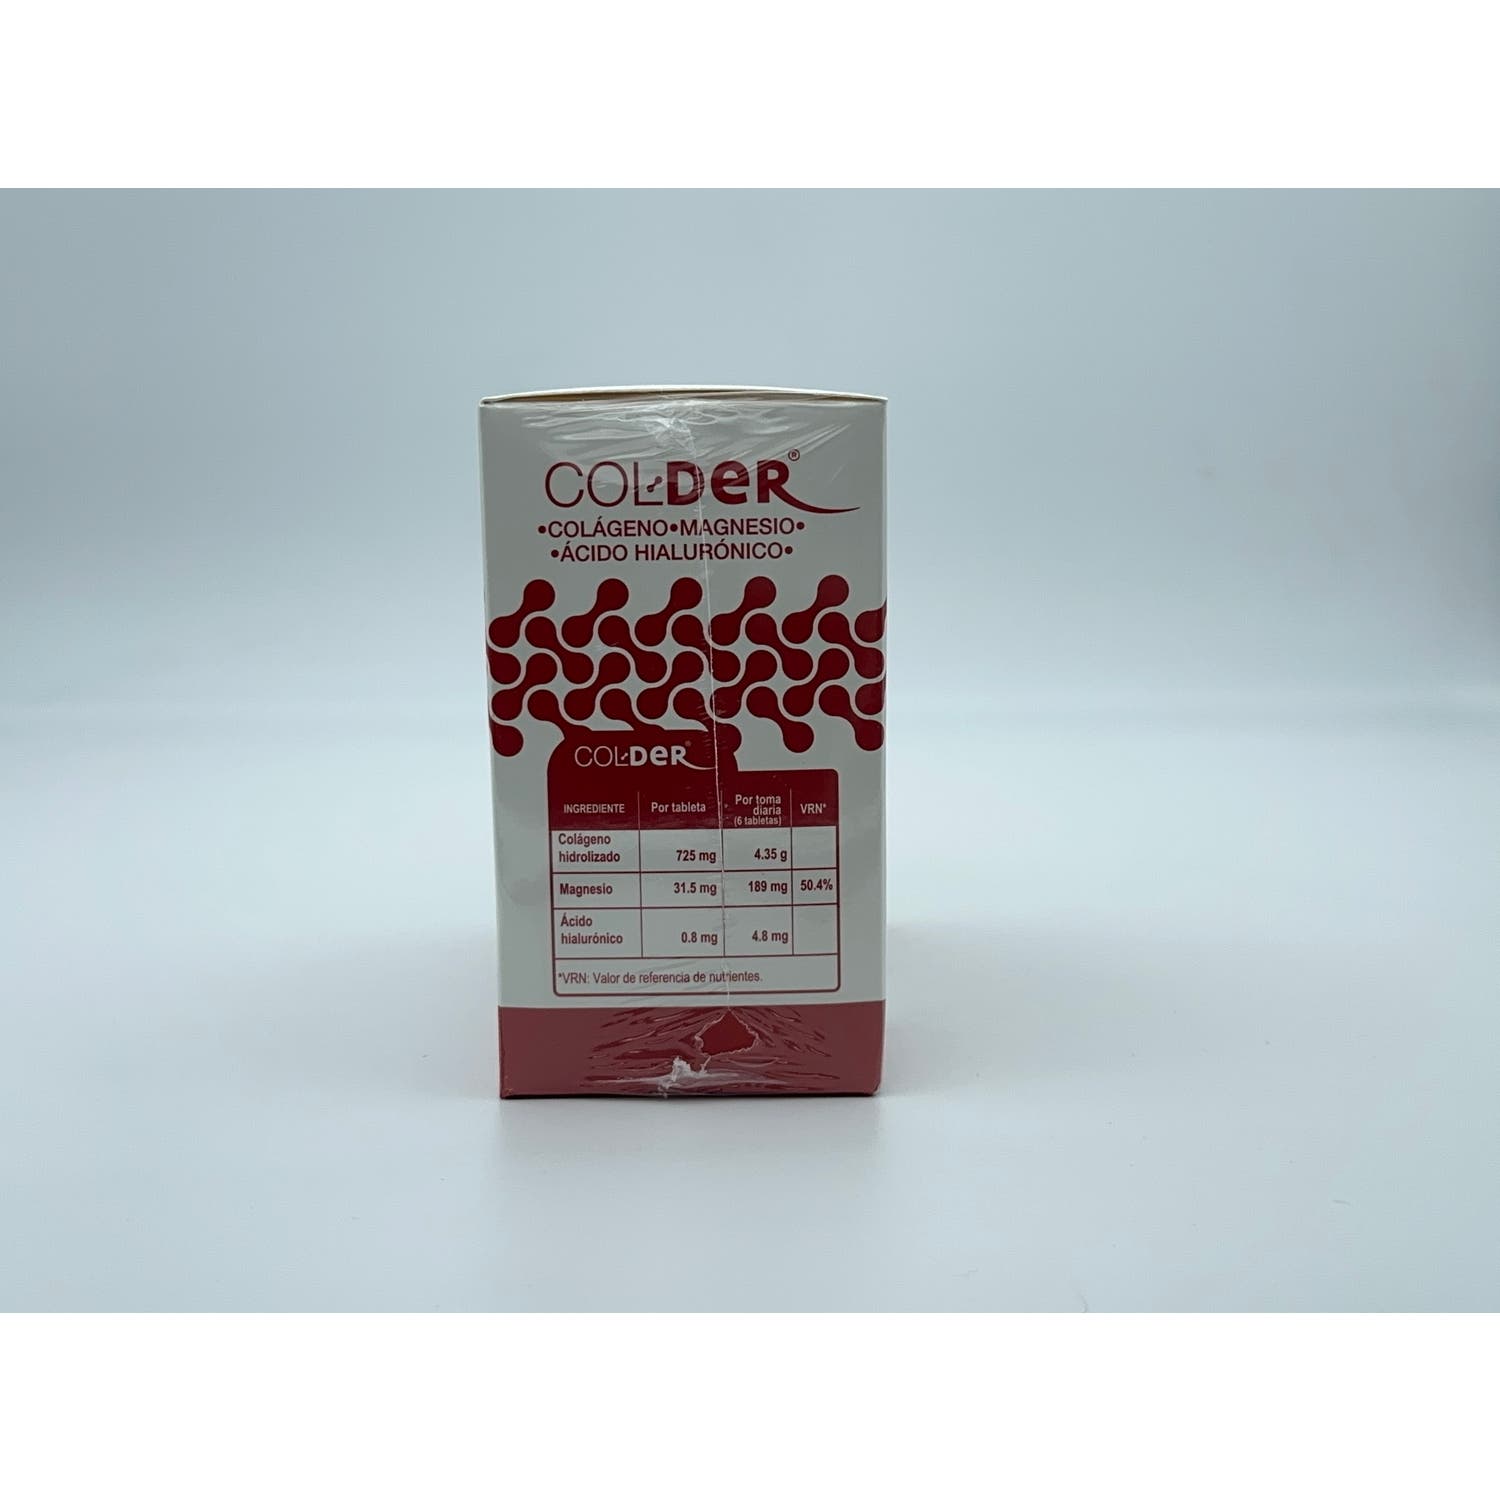 COL·DER®
•COLÁGENO•MAGNESIO•
•ÁCIDO HIALURÓNICO•
COL·DER®
INGREDIENTE Por tableta Por toma diaria (6 tabletas) VRN*
Colágeno
hidrolizado 725 mg 4.35 g
Magnesio 31.5 mg 189 mg 50.4%
Ácido
hialurónico 0.8 mg 4.8 mg
*VRN: Valor de referencia de nutrientes.